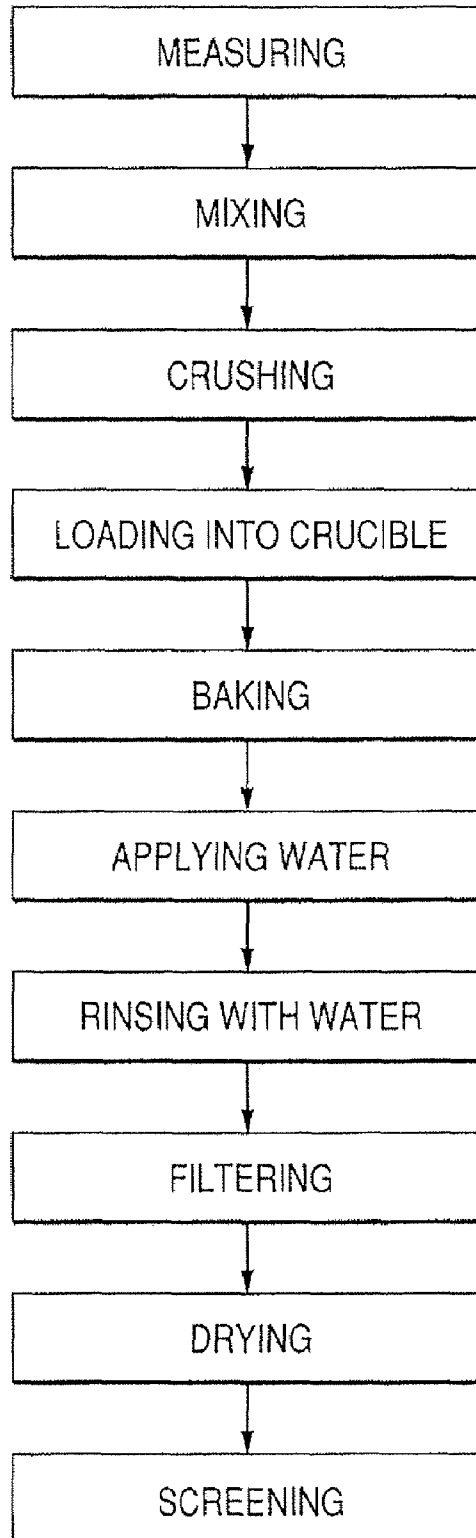 MEASURING
MIXING
CRUSHING
LOADING INTO CRUCIBLE
BAKING
APPLYING WATER
RINSING WITH WATER
FILTERING
DRYING
SCREENING